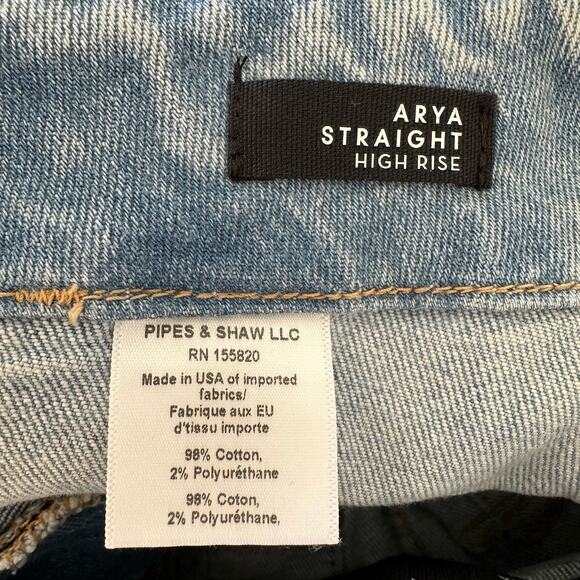 ARYA
STRAIGHT
HIGH RISE
PIPES & SHAW LLC
RN 155820
Made in USA of imported
fabrics/
Fabrique aux EU
d'tissu importe
98% Cotton,
2% Polyuréthane
98% Coton,
2% Polyuréthane,